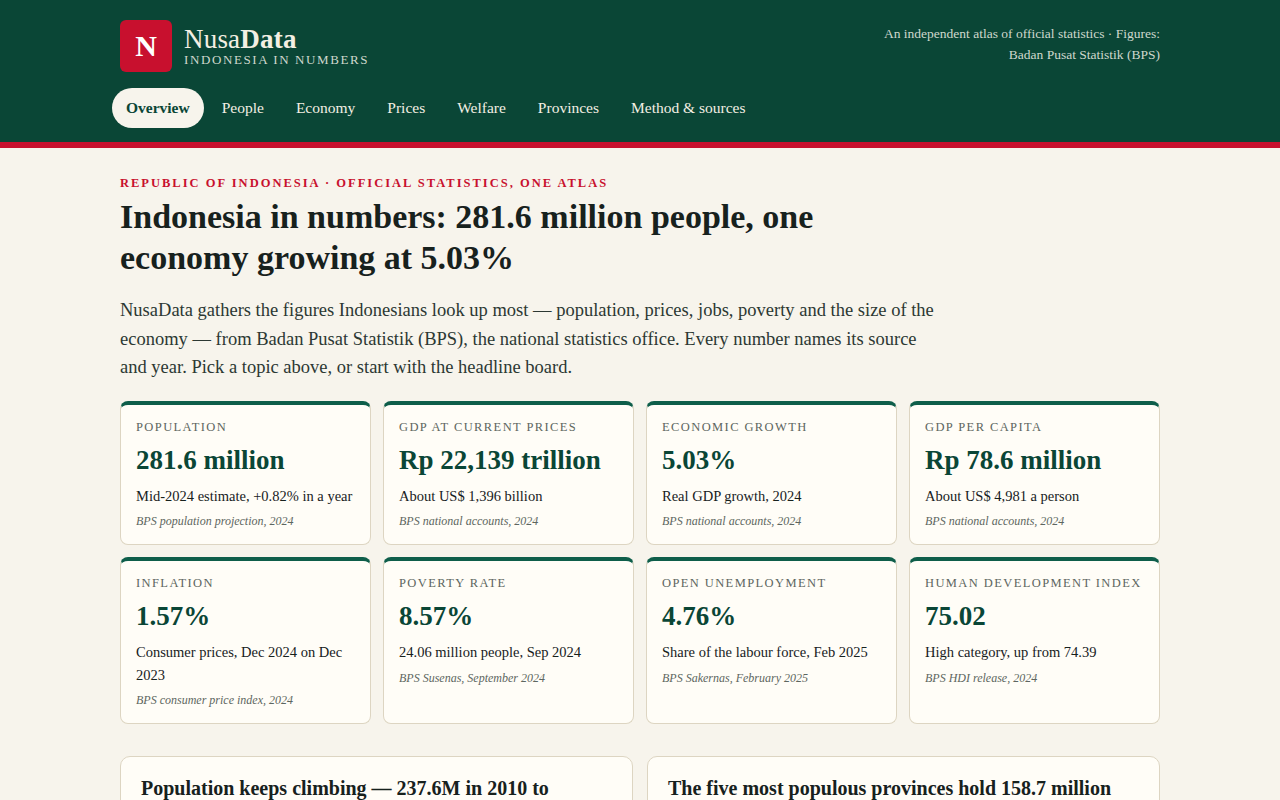 N
NusaData
INDONESIA IN NUMBERS
An independent atlas of official statistics · Figures:
Badan Pusat Statistik (BPS)
Overview
People
Economy
Prices
Welfare
Provinces
Method & sources
REPUBLIC OF INDONESIA · OFFICIAL STATISTICS, ONE ATLAS
Indonesia in numbers: 281.6 million people, one
economy growing at 5.03%
NusaData gathers the figures Indonesians look up most — population, prices, jobs, poverty and the size of the
economy — from Badan Pusat Statistik (BPS), the national statistics office. Every number names its source
and year. Pick a topic above, or start with the headline board.
POPULATION
281.6 million
Mid-2024 estimate, +0.82% in a year
BPS population projection, 2024
GDP AT CURRENT PRICES
Rp 22,139 trillion
About US$ 1,396 billion
BPS national accounts, 2024
ECONOMIC GROWTH
5.03%
Real GDP growth, 2024
BPS national accounts, 2024
GDP PER CAPITA
Rp 78.6 million
About US$ 4,981 a person
BPS national accounts, 2024
INFLATION
1.57%
Consumer prices, Dec 2024 on Dec
2023
BPS consumer price index, 2024
POVERTY RATE
8.57%
24.06 million people, Sep 2024
BPS Susenas, September 2024
OPEN UNEMPLOYMENT
4.76%
Share of the labour force, Feb 2025
BPS Sakernas, February 2025
HUMAN DEVELOPMENT INDEX
75.02
High category, up from 74.39
BPS HDI release, 2024
Population keeps climbing — 237.6M in 2010 to
The five most populous provinces hold 158.7 million